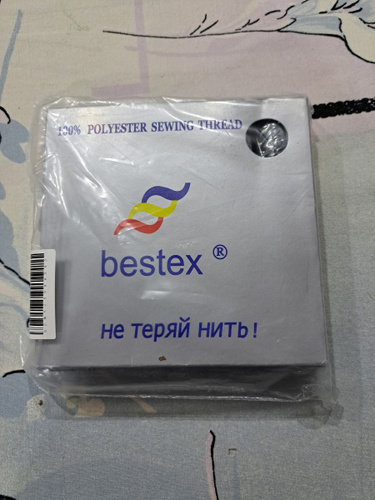 100% POLYESTER SEWING THREAD
bestex ®
не теряй нить!